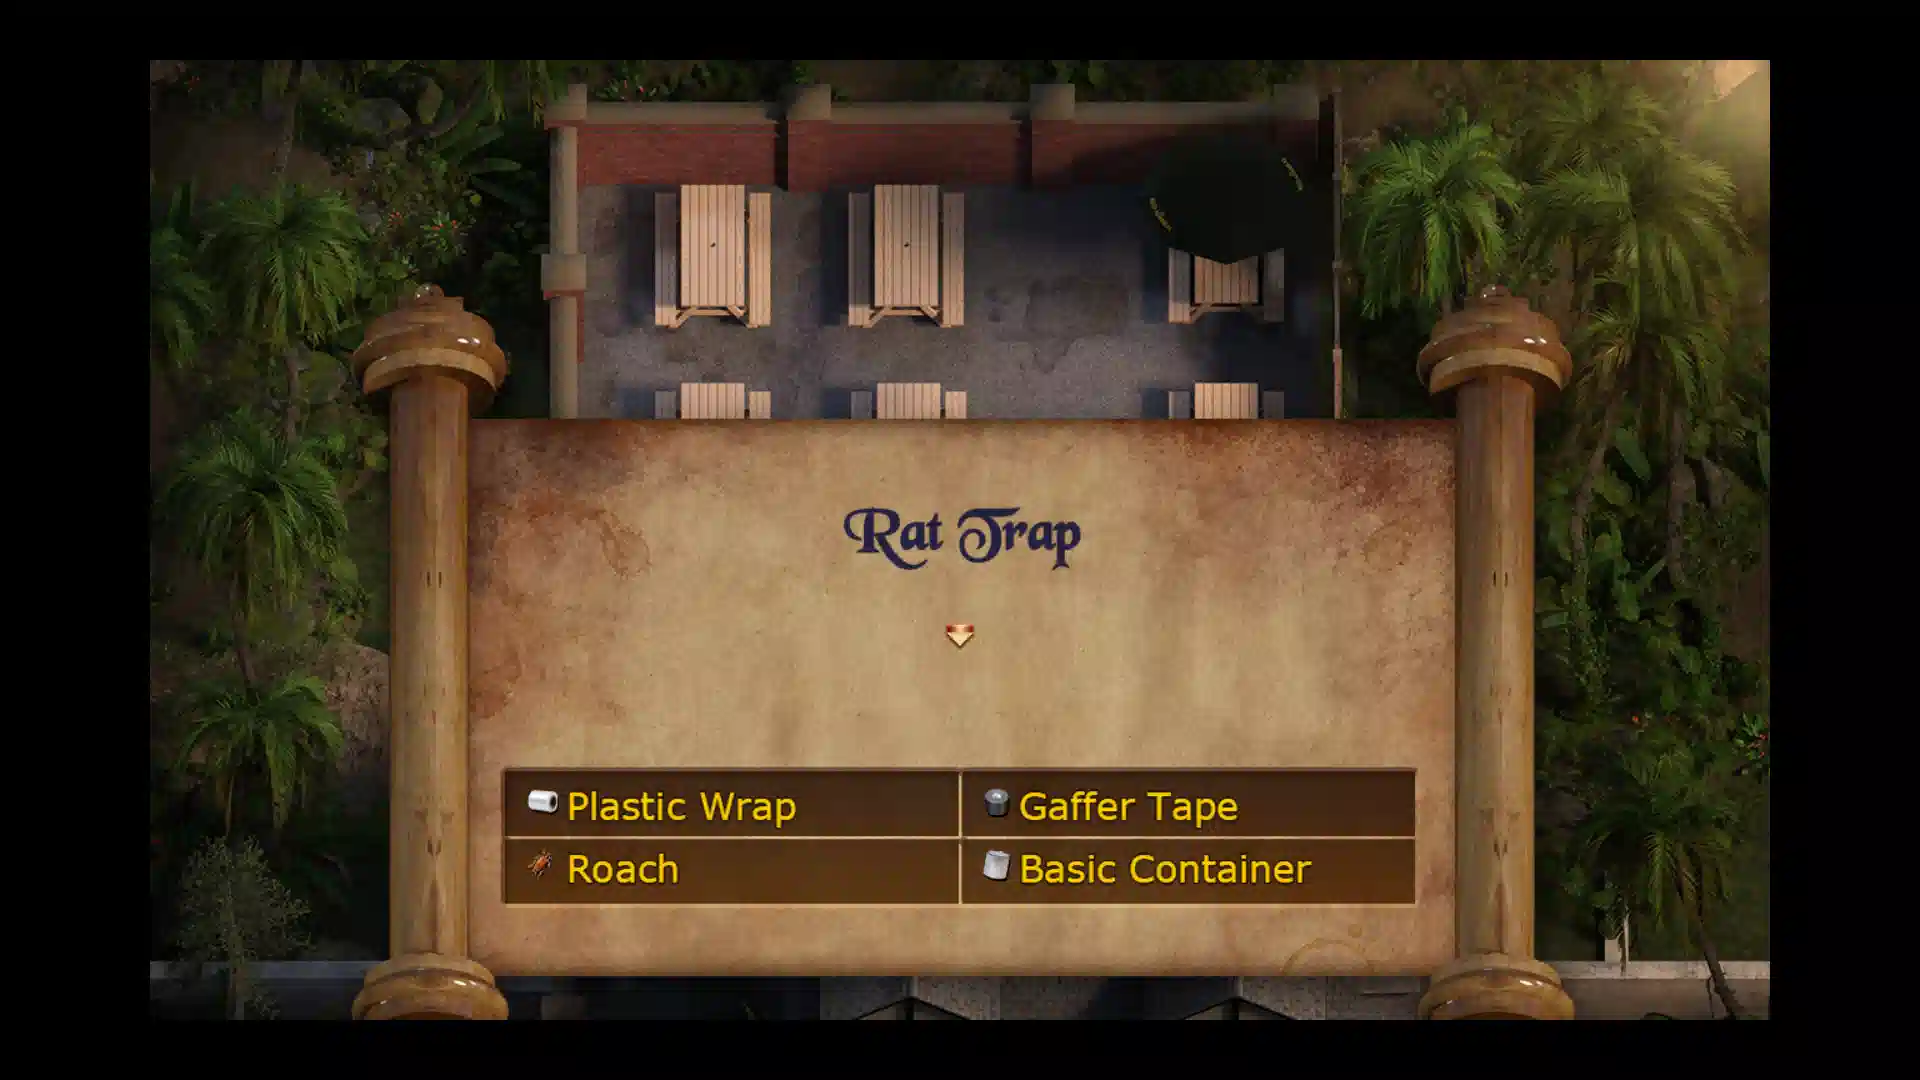 Rat Trap
Plastic Wrap
Gaffer Tape
Roach
Basic Container